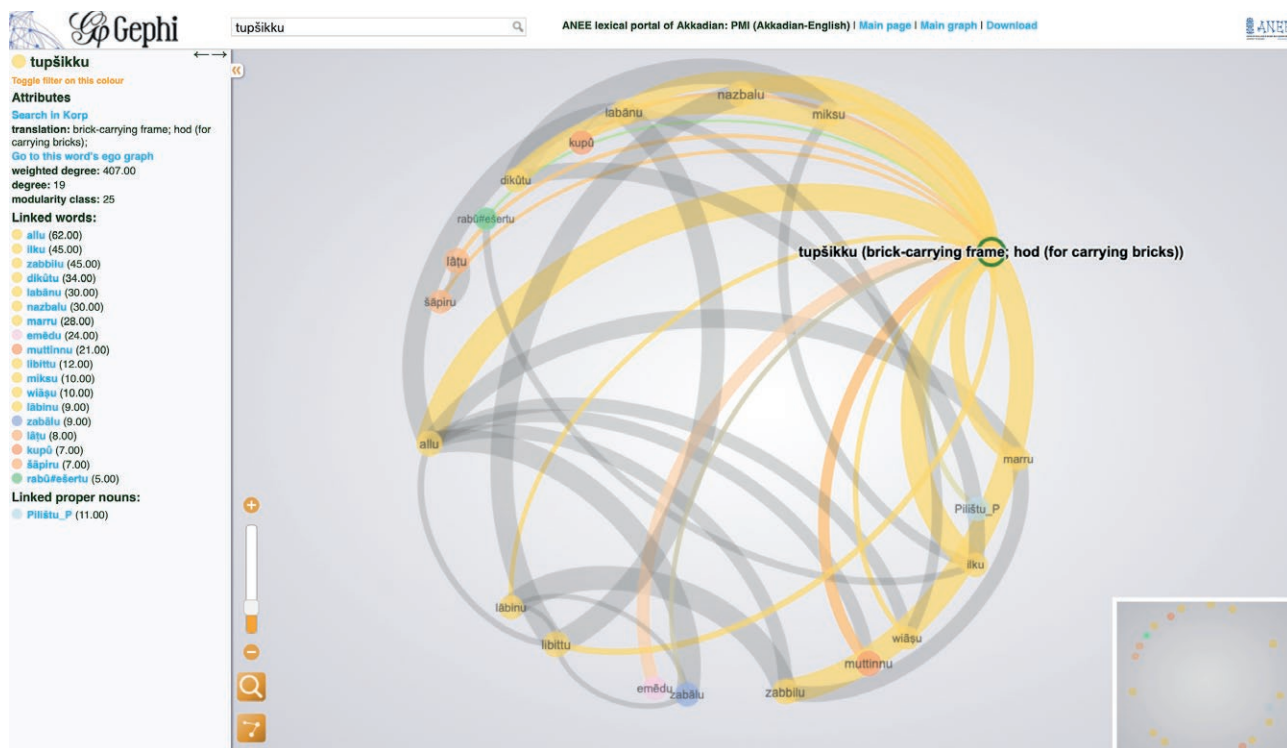 Gephi
tupšikku
ANEE lexical portal of Akkadian: PMI (Akkadian-English) | Main page | Main graph | Download
ANEE
tupšikku
Toggle filter on this colour
Attributes
Search in Korp
translation: brick-carrying frame; hod (for
carrying bricks);
Go to this word's ego graph
weighted degree: 407.00
degree: 19
modularity class: 25
Linked words:
allu (62.00)
ilku (45.00)
zabbilu (45.00)
dikûtu (34.00)
labānu (30.00)
nazbalu (30.00)
marru (28.00)
emēdu (24.00)
muttinnu (21.00)
libittu (12.00)
miksu (10.00)
wiāṣu (10.00)
lābinu (9.00)
zabālu (9.00)
lâṭu (8.00)
kupû (7.00)
šāpiru (7.00)
rabû#ešertu (5.00)
Linked proper nouns:
Pilištu_P (11.00)
nazbalu
labānu
miksu
kupû
dikûtu
rabû#ešertu
tupšikku (brick-carrying frame; hod (for carrying bricks))
lâṭu
šāpiru
allu
marru
Pilištu_P
ilku
lābinu
wiāṣu
libittu
muttinnu
emēdu
zabālu
zabbilu